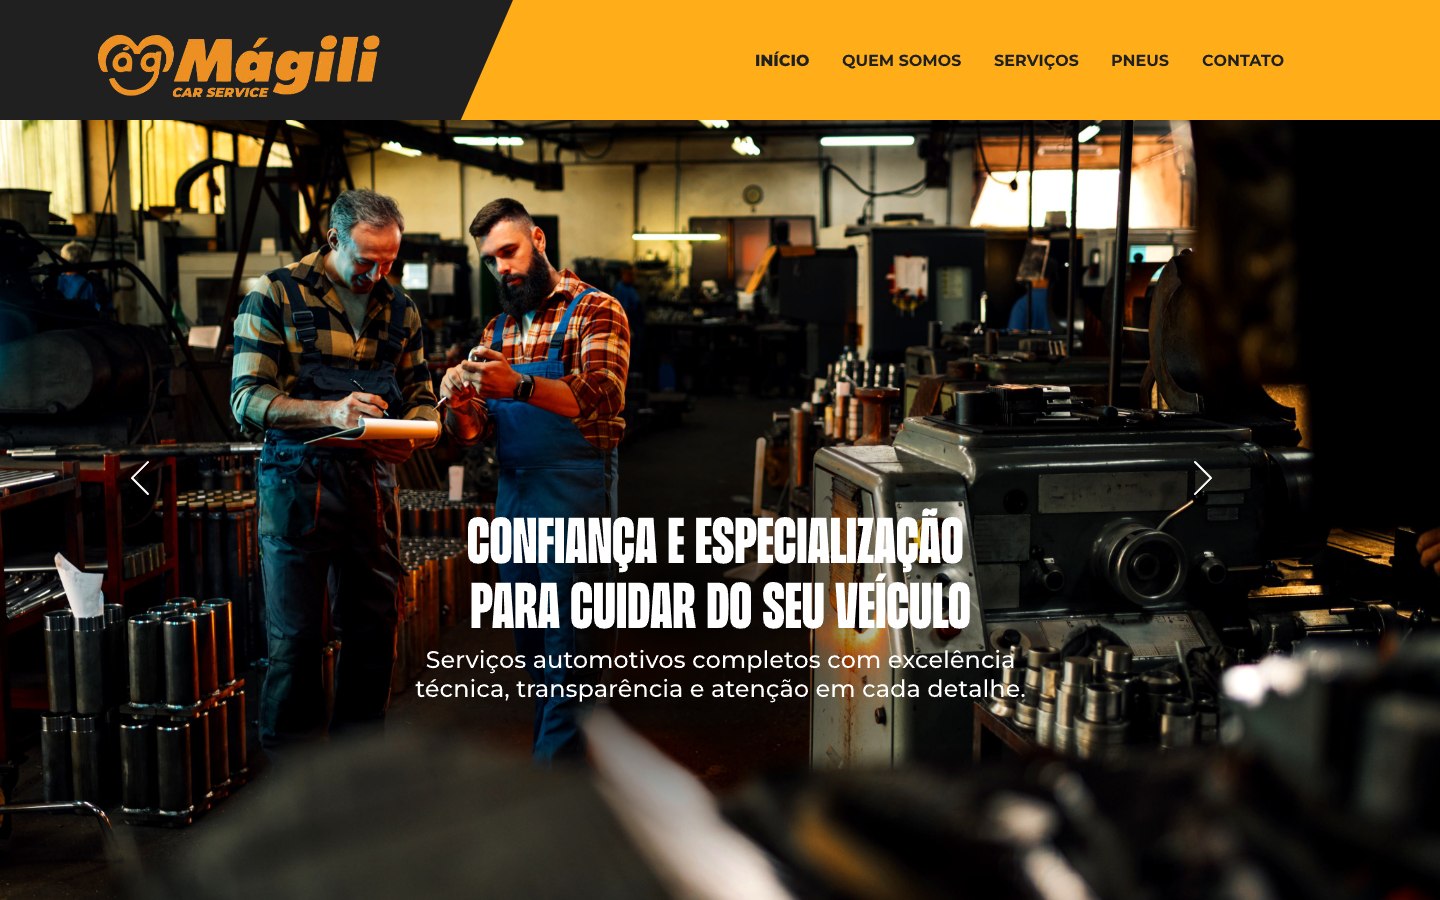 Mágili
CAR SERVICE
INÍCIO
QUEM SOMOS
SERVIÇOS
PNEUS
CONTATO
CONFIANÇA E ESPECIALIZAÇÃO
PARA CUIDAR DO SEU VEÍCULO
Serviços automotivos completos com excelência
técnica, transparência e atenção em cada detalhe.